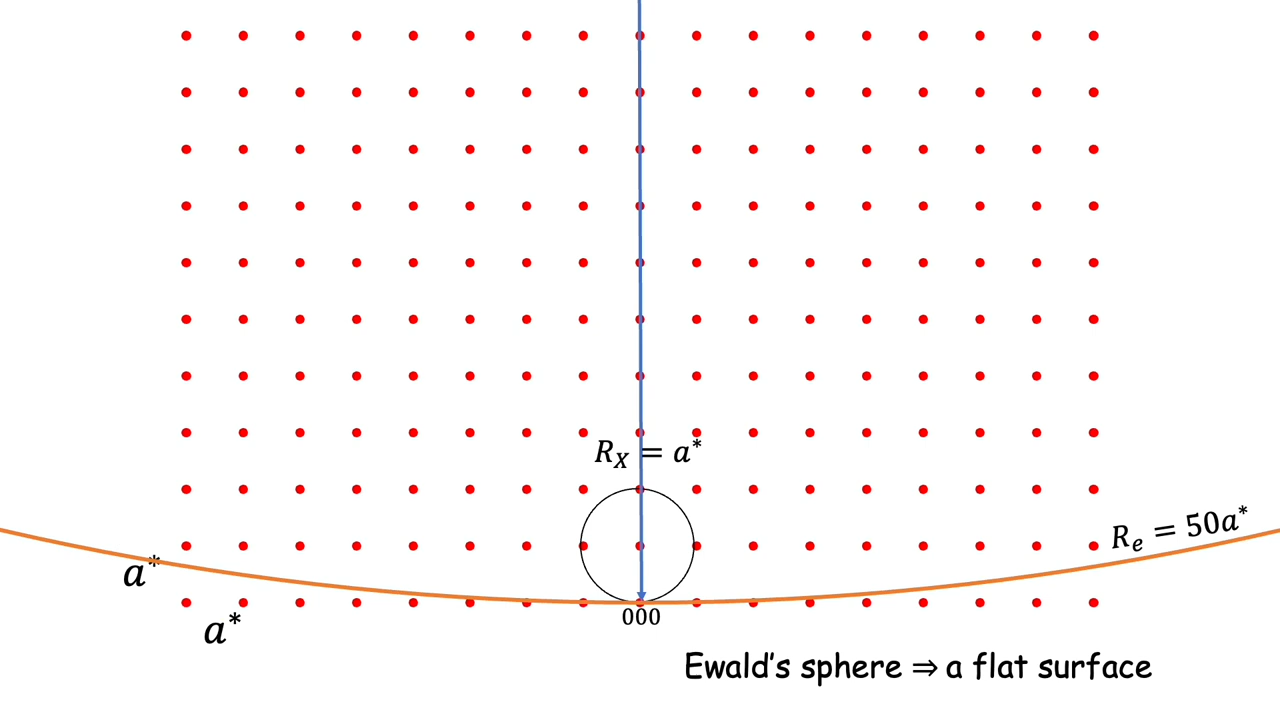 R_X = a*
R_e = 50a*
a*
a*
000
Ewald's sphere ⇒ a flat surface